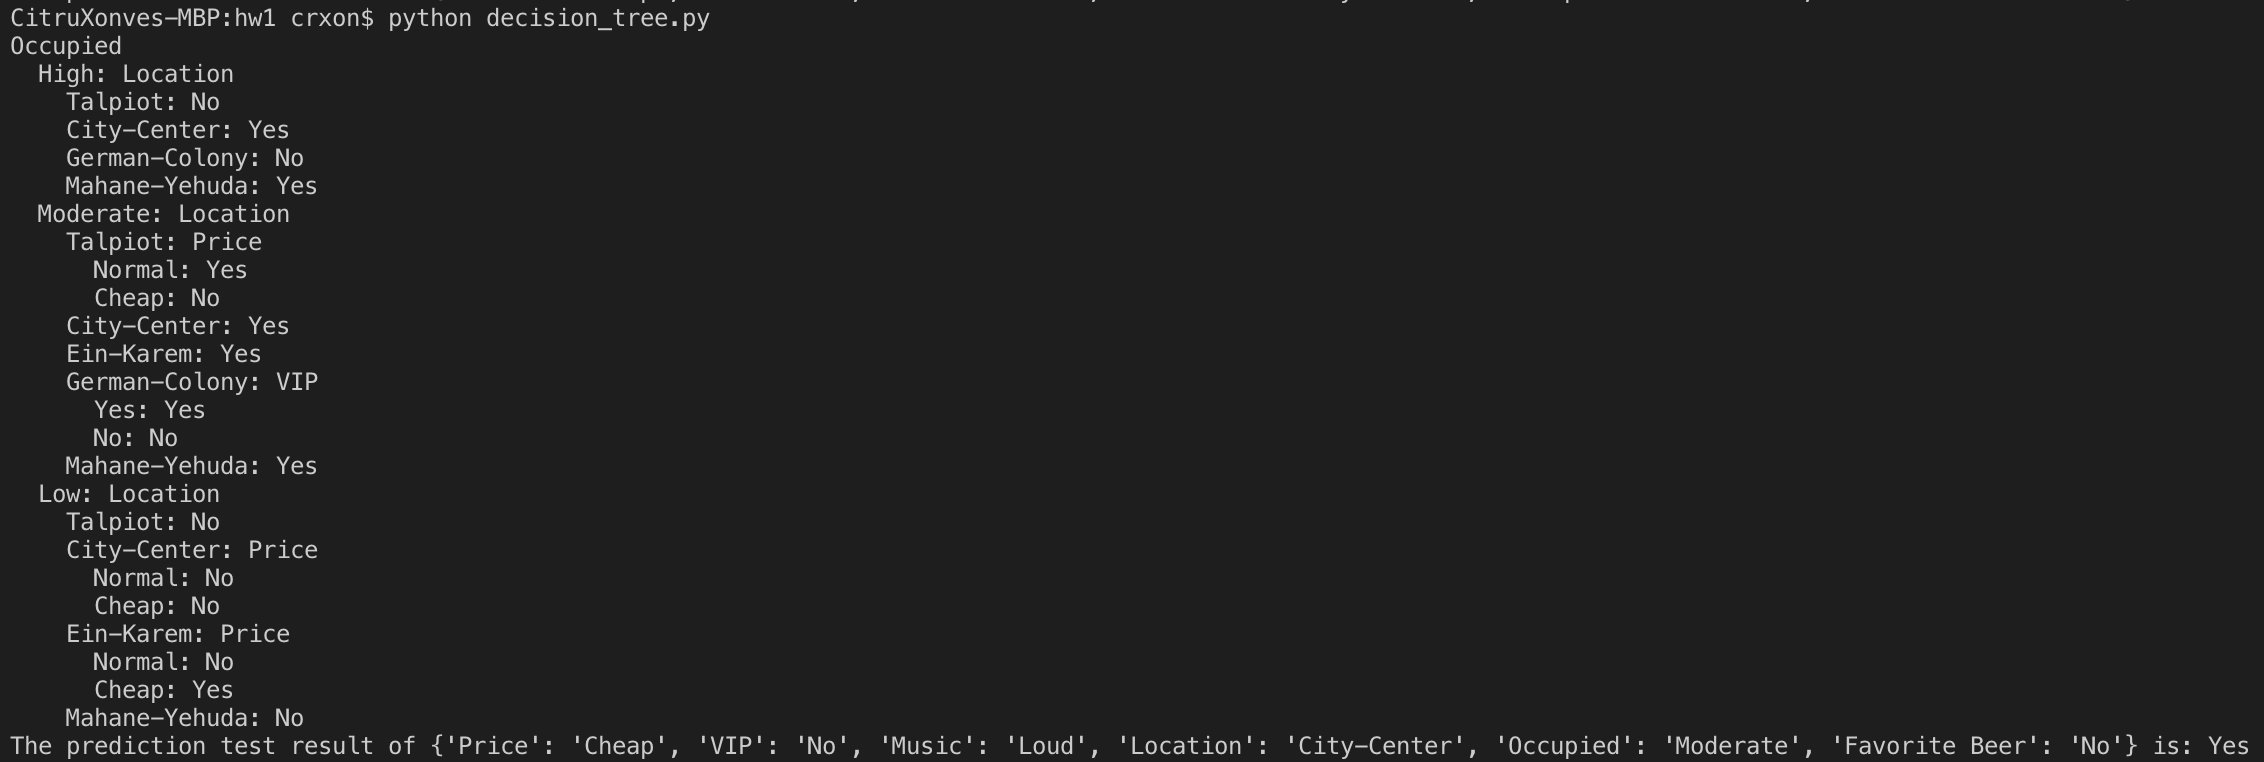 CitruXonves-MBP:hw1 crxon$ python decision_tree.py
Occupied
  High: Location
    Talpiot: No
    City-Center: Yes
    German-Colony: No
    Mahane-Yehuda: Yes
  Moderate: Location
    Talpiot: Price
      Normal: Yes
      Cheap: No
    City-Center: Yes
    Ein-Karem: Yes
    German-Colony: VIP
      Yes: Yes
      No: No
    Mahane-Yehuda: Yes
  Low: Location
    Talpiot: No
    City-Center: Price
      Normal: No
      Cheap: No
    Ein-Karem: Price
      Normal: No
      Cheap: Yes
    Mahane-Yehuda: No
The prediction test result of {'Price': 'Cheap', 'VIP': 'No', 'Music': 'Loud', 'Location': 'City-Center', 'Occupied': 'Moderate', 'Favorite Beer': 'No'} is: Yes